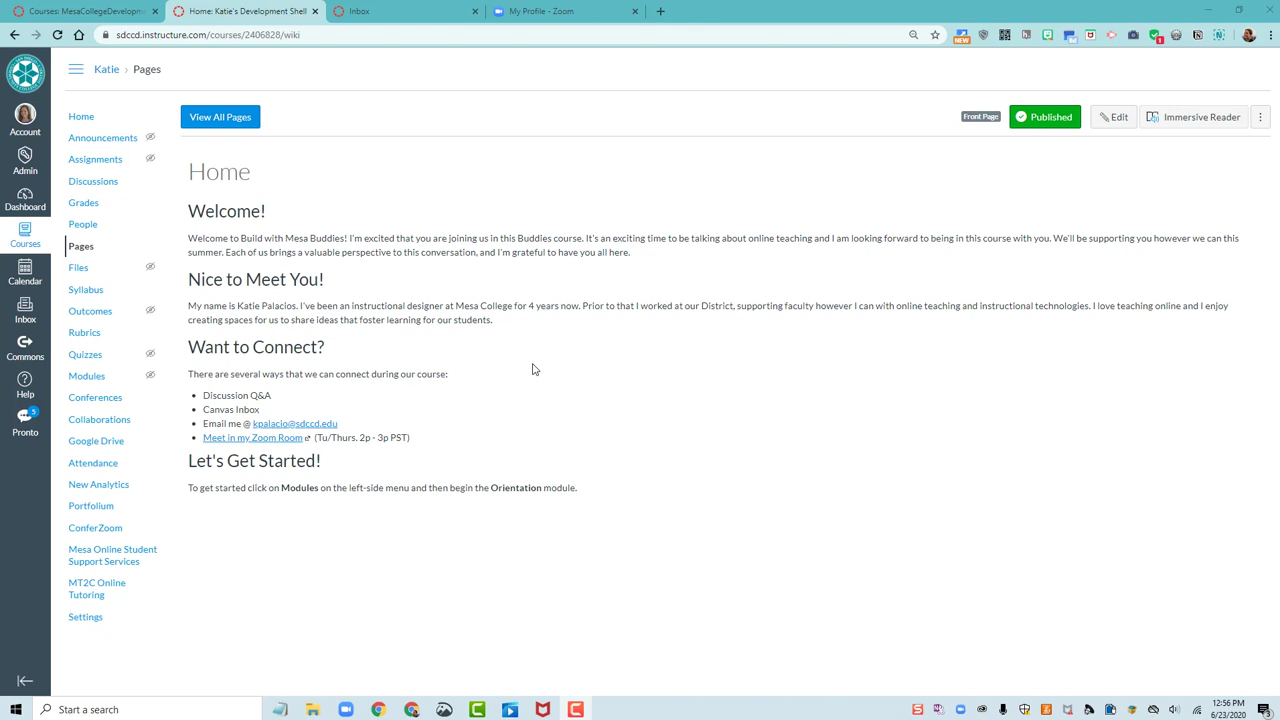 Courses: MesaCollegeDevelopm
Home: Katie's Development Shell
Inbox
My Profile - Zoom
sdccd.instructure.com/courses/2406828/wiki
NEW
Katie › Pages
Account
Admin
Dashboard
Courses
Calendar
Inbox
Commons
Help
5
Pronto
Home
Announcements
Assignments
Discussions
Grades
People
Pages
Files
Syllabus
Outcomes
Rubrics
Quizzes
Modules
Conferences
Collaborations
Google Drive
Attendance
New Analytics
Portfolium
ConferZoom
Mesa Online Student
Support Services
MT2C Online
Tutoring
Settings
View All Pages
Front Page
Published
Edit
Immersive Reader
Home
Welcome!
Welcome to Build with Mesa Buddies! I'm excited that you are joining us in this Buddies course. It's an exciting time to be talking about online teaching and I am looking forward to being in this course with you. We'll be supporting you however we can this
summer. Each of us brings a valuable perspective to this conversation, and I'm grateful to have you all here.
Nice to Meet You!
My name is Katie Palacios. I've been an instructional designer at Mesa College for 4 years now. Prior to that I worked at our District, supporting faculty however I can with online teaching and instructional technologies. I love teaching online and I enjoy
creating spaces for us to share ideas that foster learning for our students.
Want to Connect?
There are several ways that we can connect during our course:
• Discussion Q&A
• Canvas Inbox
• Email me @ kpalacio@sdccd.edu
• Meet in my Zoom Room (Tu/Thurs. 2p - 3p PST)
Let's Get Started!
To get started click on Modules on the left-side menu and then begin the Orientation module.
Start a search
12:56 PM
6/23/2020